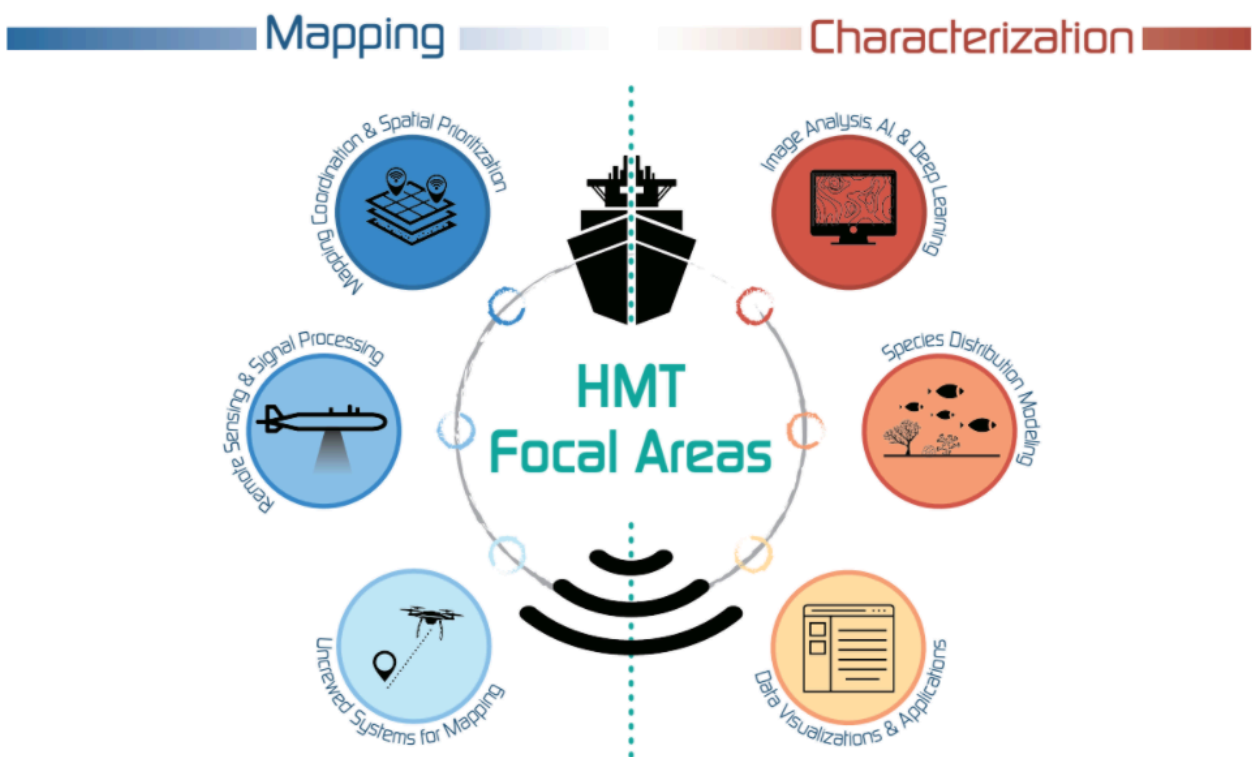 Mapping
Characterization
Mapping Coordination & Spatial Prioritization
Image Analysis, AI, & Deep Learning
Remote Sensing & Signal Processing
HMT
Focal Areas
Species Distribution Modeling
Uncrewed Systems for Mapping
Data Visualizations & Applications